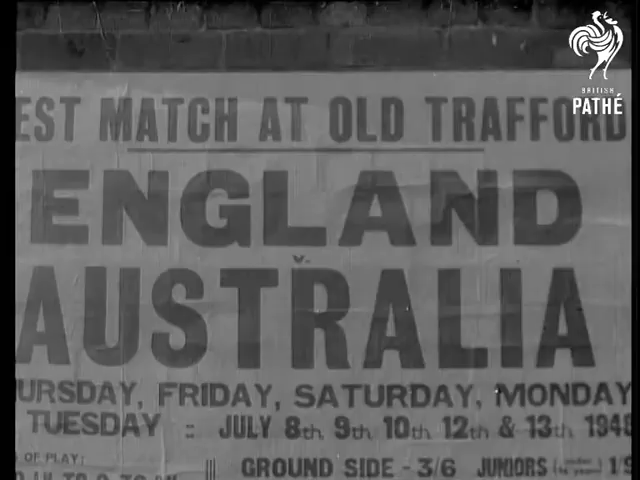 BRITISH
PATHÉ
EST MATCH AT OLD TRAFFORD
ENGLAND
v.
AUSTRALIA
URSDAY, FRIDAY, SATURDAY, MONDAY
TUESDAY :: JULY 8th 9th 10th 12th & 13th 1948
OF PLAY:
GROUND SIDE - 3/6 JUNIORS